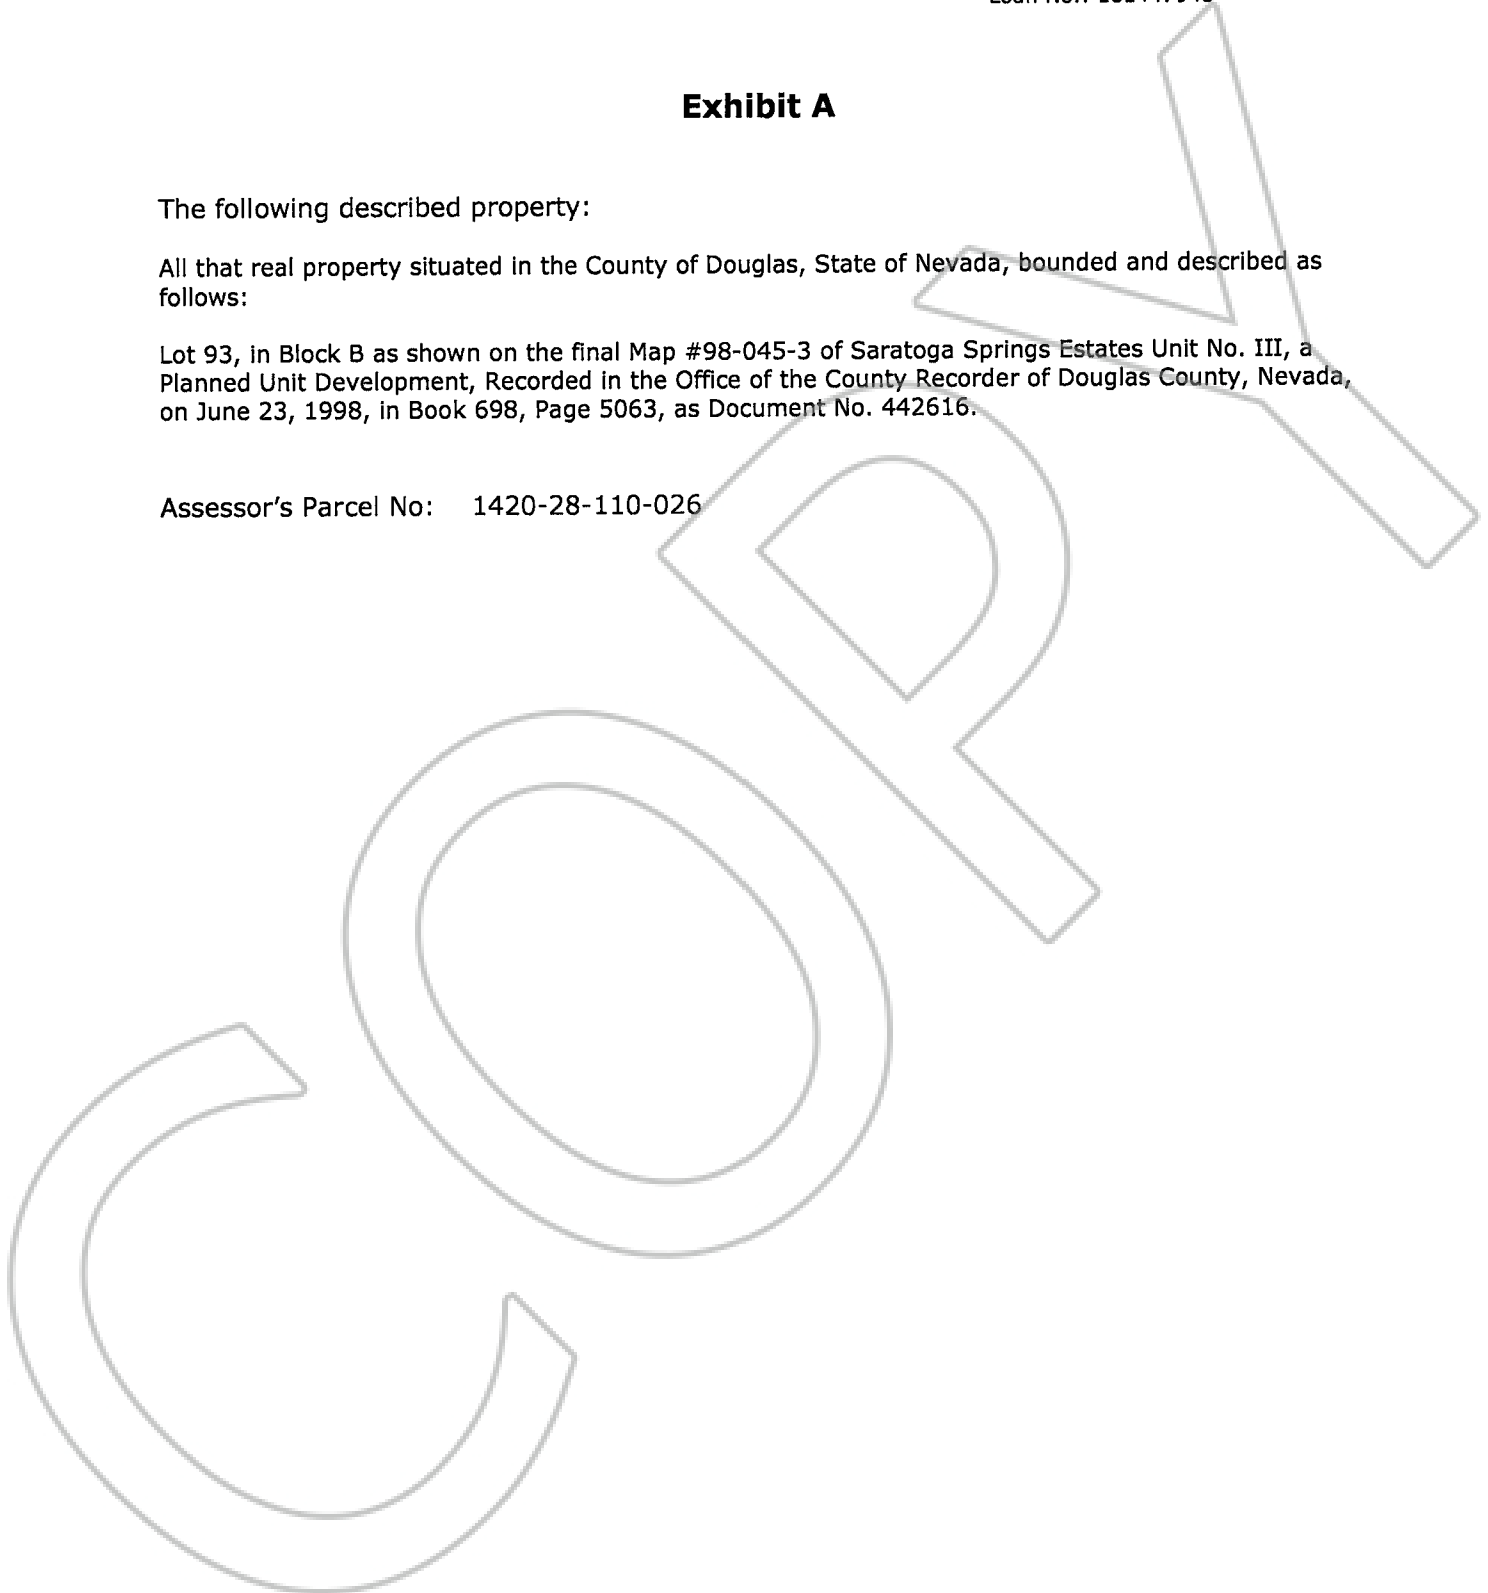 Exhibit A
The following described property:
All that real property situated in the County of Douglas, State of Nevada, bounded and described as
follows:
Lot 93, in Block B as shown on the final Map #98-045-3 of Saratoga Springs Estates Unit No. III, a
Planned Unit Development, Recorded in the Office of the County Recorder of Douglas County, Nevada,
on June 23, 1998, in Book 698, Page 5063, as Document No. 442616.
Assessor's Parcel No: 1420-28-110-026
COPY